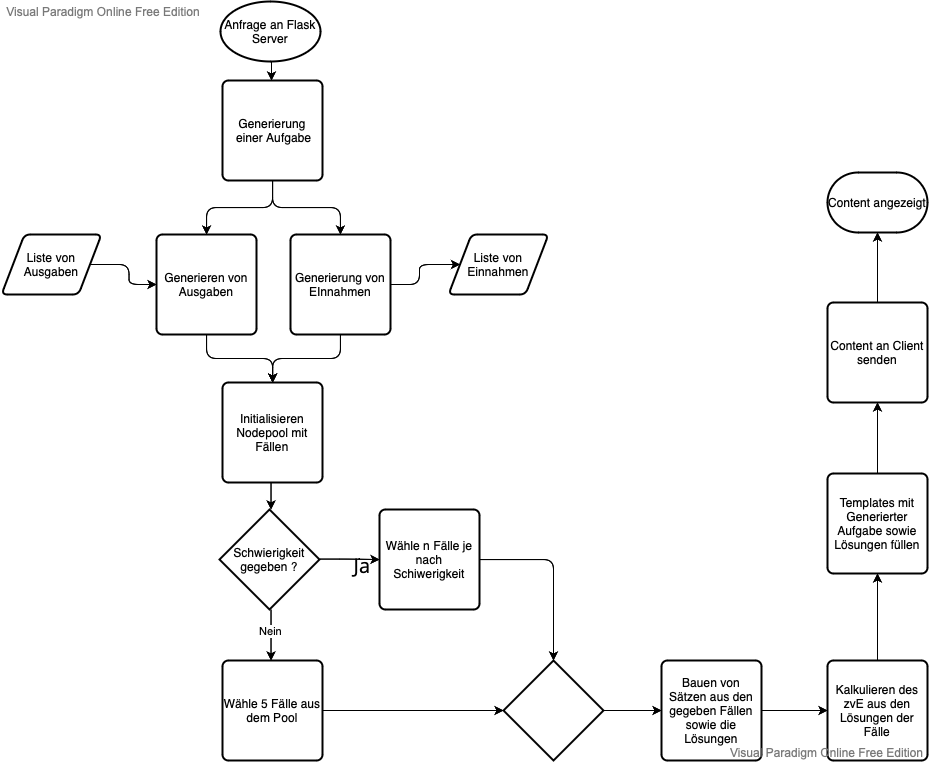 Visual Paradigm Online Free Edition
Anfrage an Flask
Server
Generierung
einer Aufgabe
Liste von
Ausgaben
Generieren von
Ausgaben
Generierung von
EInnahmen
Liste von
Einnahmen
Initialisieren
Nodepool mit
Fällen
Schwierigkeit
gegeben ?
Ja
Wähle n Fälle je
nach
Schiwerigkeit
Nein
Wähle 5 Fälle aus
dem Pool
Bauen von
Sätzen aus den
gegeben Fällen
sowie die
Lösungen
Kalkulieren des
zvE aus den
Lösungen der
Fälle
Templates mit
Generierter
Aufgabe sowie
Lösungen füllen
Content an Client
senden
Content angezeigt
Visual Paradigm Online Free Edition